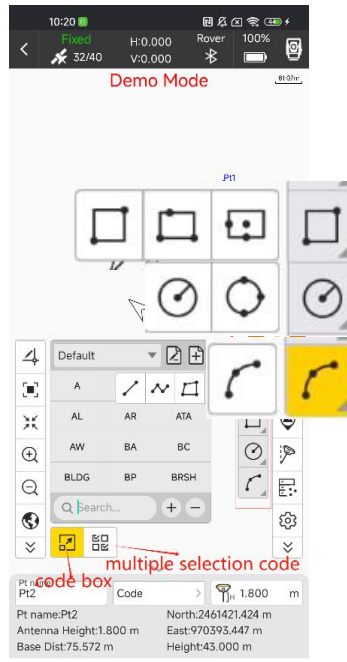 10:20
Fixed H:0.000 Rover 100%
32/40 V:0.000
Demo Mode
81.07m
Pt1
Default
A
AL AR ATA
AW BA BC
BLDG BP BRSH
Search... + −
multiple selection code
code box
Pt name
Pt2 Code > H 1.800 m
Pt name:Pt2 North:2461421.424 m
Antenna Height:1.800 m East:970393.447 m
Base Dist:75.572 m Height:43.000 m